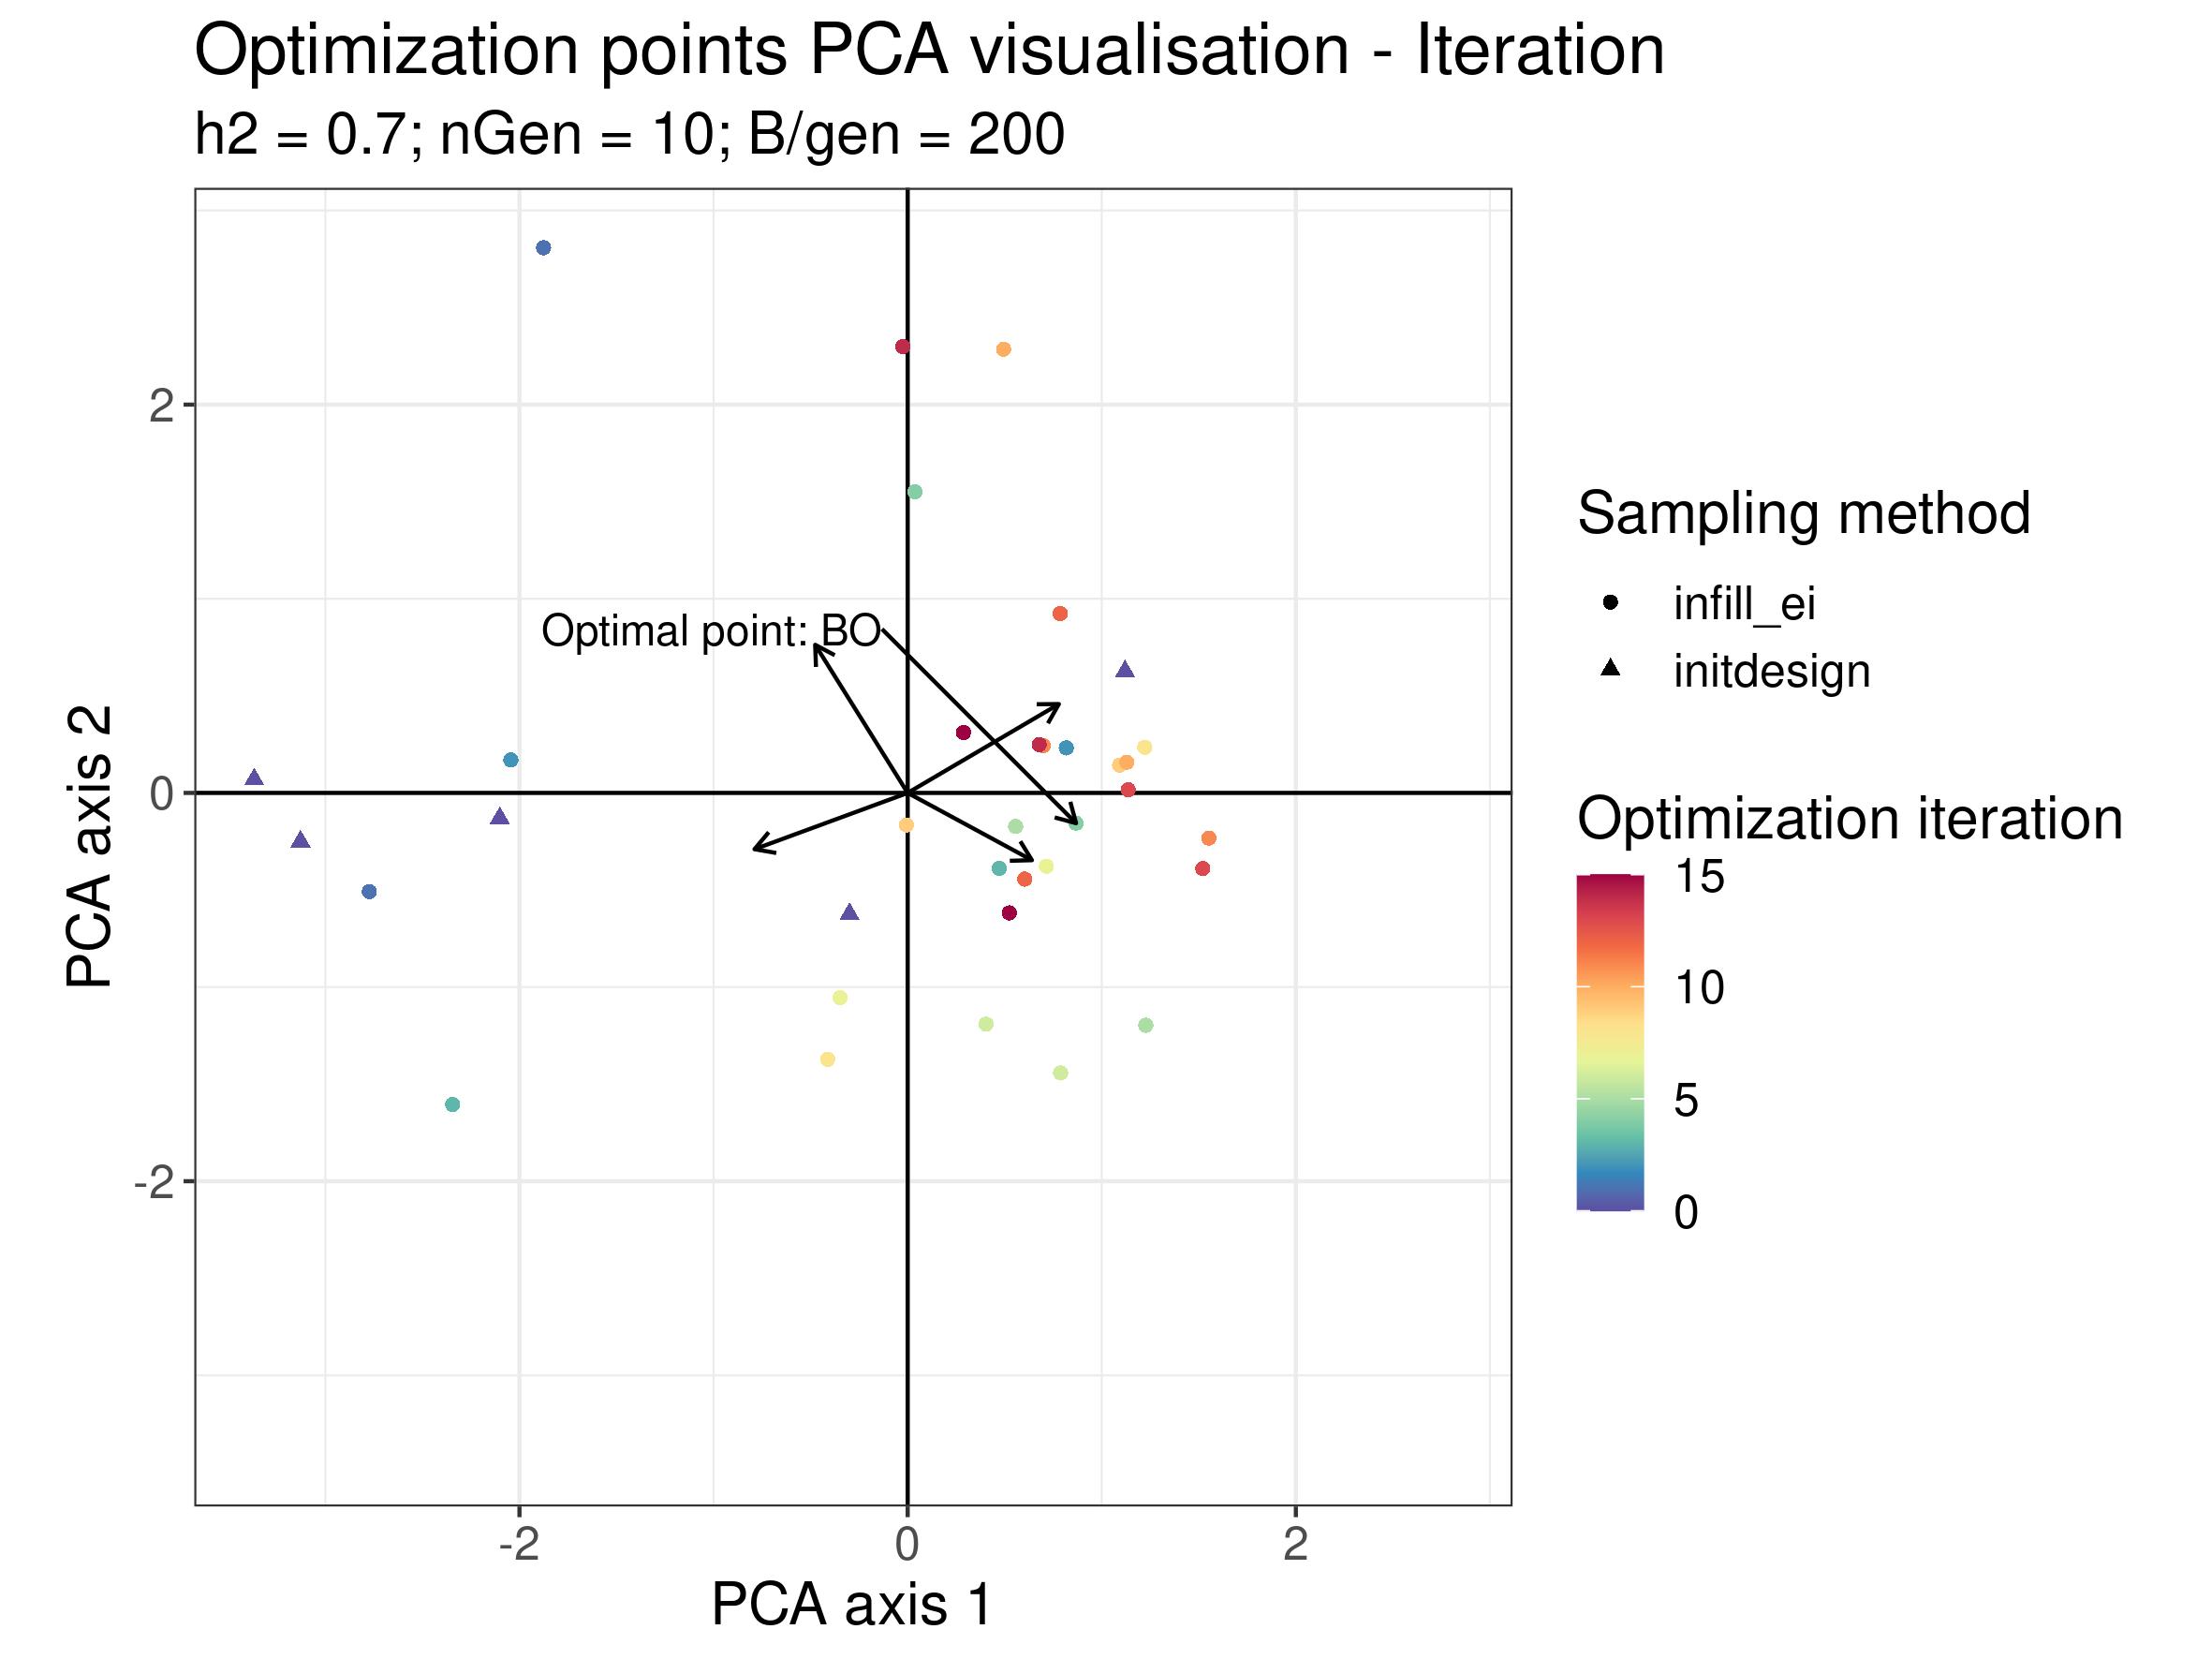 Optimization points PCA visualisation - Iteration
h2 = 0.7; nGen = 10; B/gen = 200
PCA axis 2
2
0
-2
Optimal point: BO
-2
0
2
PCA axis 1
Sampling method
infill_ei
initdesign
Optimization iteration
15
10
5
0